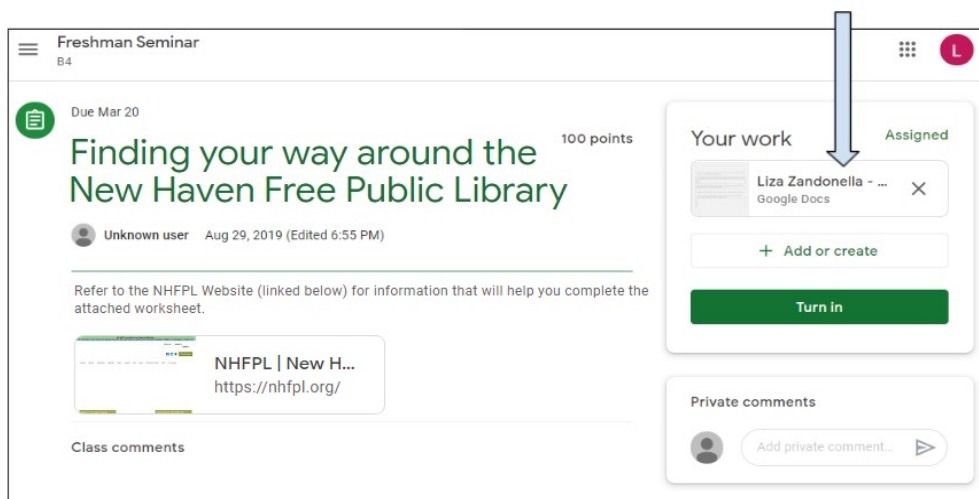 Freshman Seminar
B4
L
Due Mar 20
Finding your way around the
New Haven Free Public Library
100 points
Unknown user Aug 29, 2019 (Edited 6:55 PM)
Refer to the NHFPL Website (linked below) for information that will help you complete the
attached worksheet.
NHFPL | New H...
https://nhfpl.org/
Class comments
Your work
Assigned
Liza Zandonella - ...
Google Docs
+ Add or create
Turn in
Private comments
Add private comment...